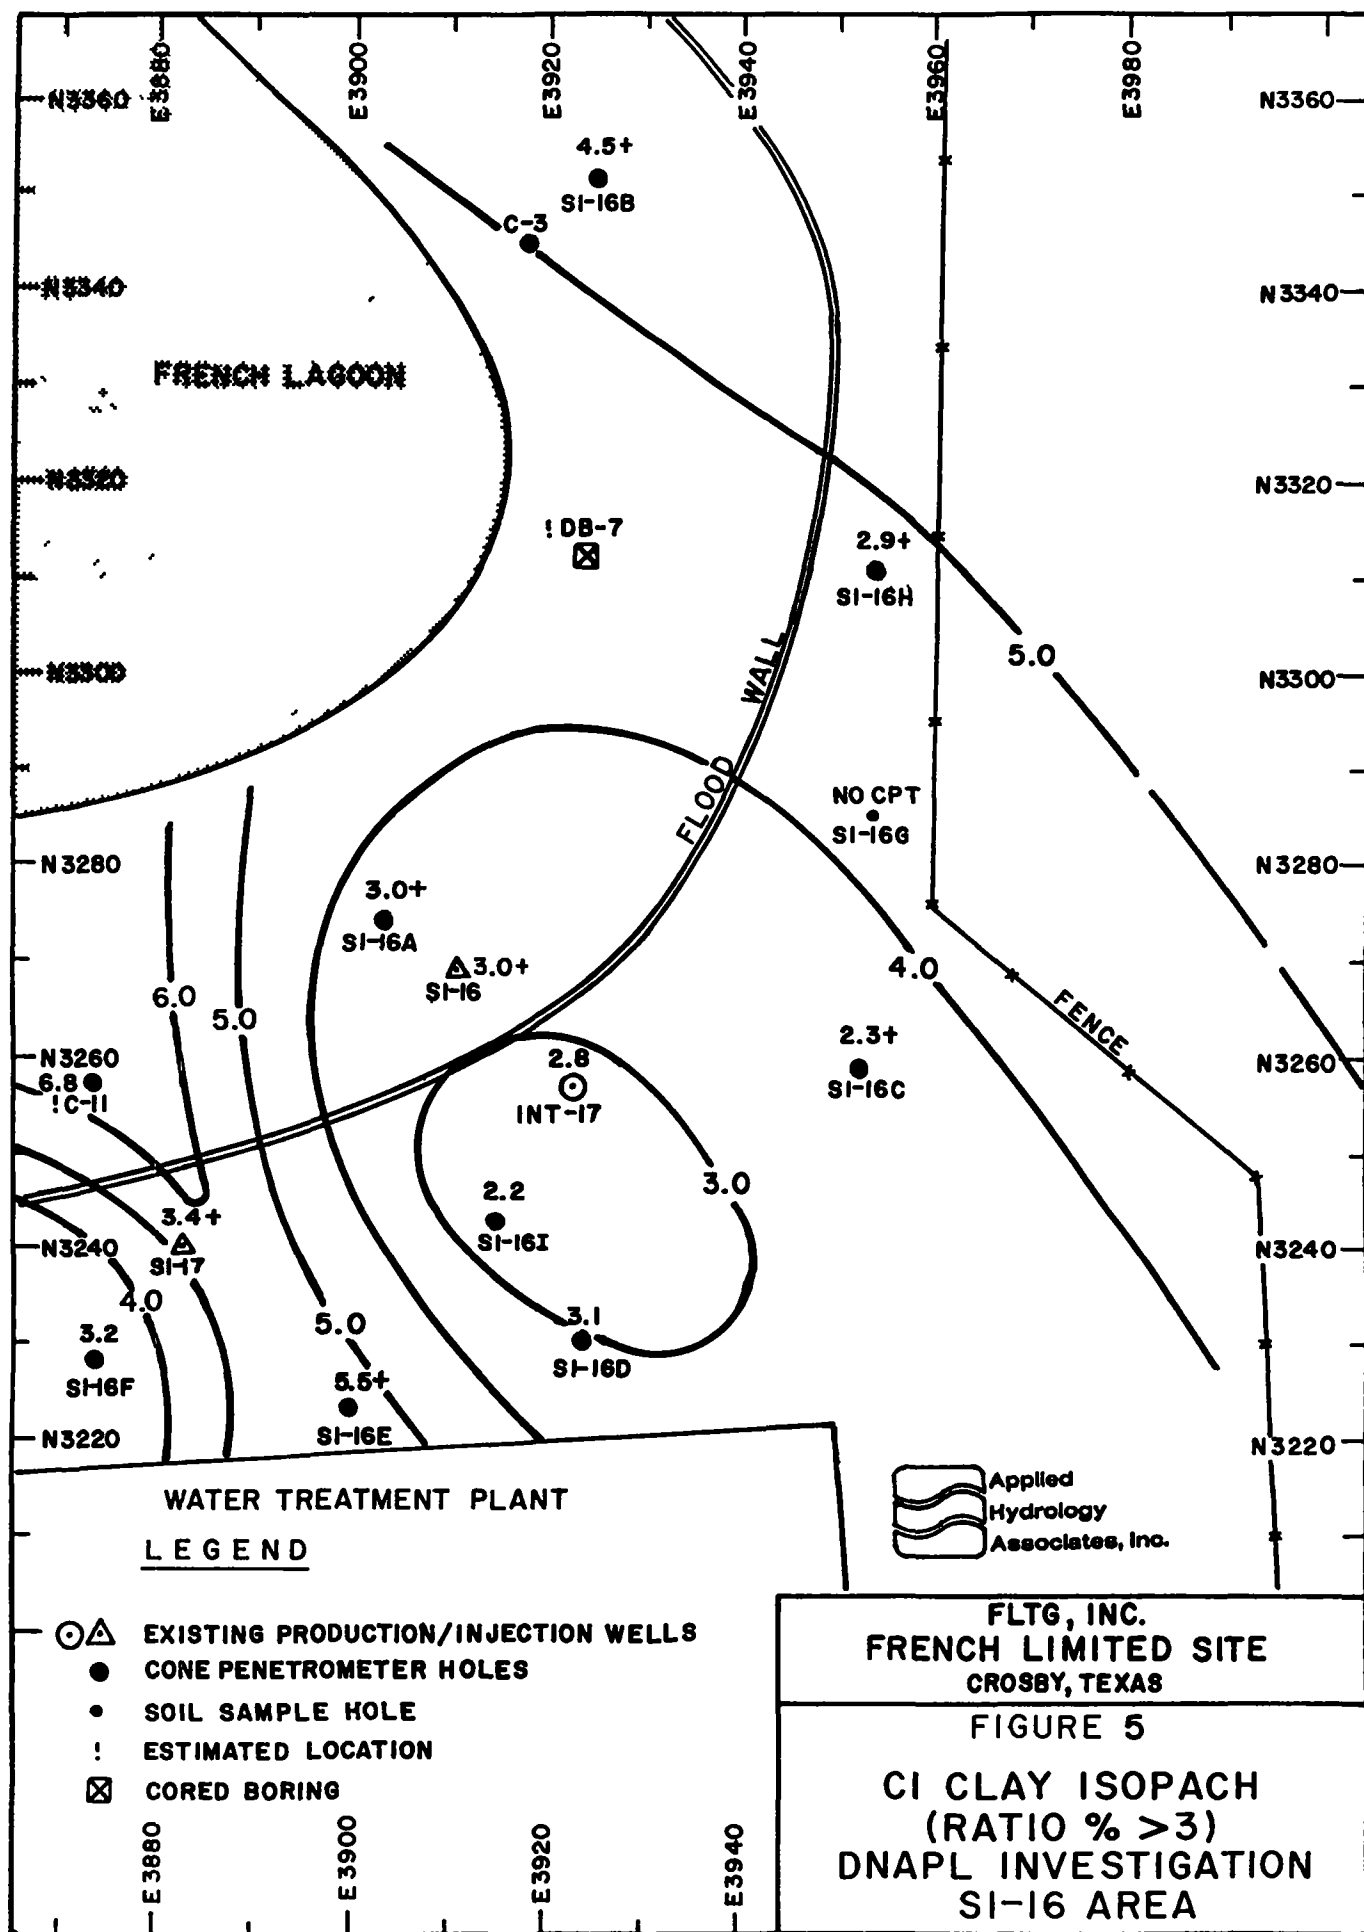 E3880
E3900
E3920
E3940
E3960
E3980
N3360
N3360
4.5+
SI-16B
C-3
N3340
N3340
FRENCH LAGOON
N3320
N3320
! DB-7
2.9+
SI-16H
WALL
5.0
N3300
N3300
FLOOD
NO CPT
SI-16G
N3280
N3280
3.0+
SI-16A
3.0+
SI-16
4.0
6.0
5.0
FENCE
2.3+
SI-16C
N3260
N3260
6.8
! C-11
2.8
INT-17
3.0
2.2
SI-16I
3.4+
SI-17
N3240
N3240
4.0
5.0
3.1
SI-16D
3.2
SI-16F
5.5+
SI-16E
N3220
N3220
WATER TREATMENT PLANT
Applied
Hydrology
Associates, Inc.
LEGEND
EXISTING PRODUCTION/INJECTION WELLS
CONE PENETROMETER HOLES
SOIL SAMPLE HOLE
! ESTIMATED LOCATION
CORED BORING
E3880
E3900
E3920
E3940
FLTG, INC.
FRENCH LIMITED SITE
CROSBY, TEXAS
FIGURE 5
CI CLAY ISOPACH
(RATIO % >3)
DNAPL INVESTIGATION
SI-16 AREA